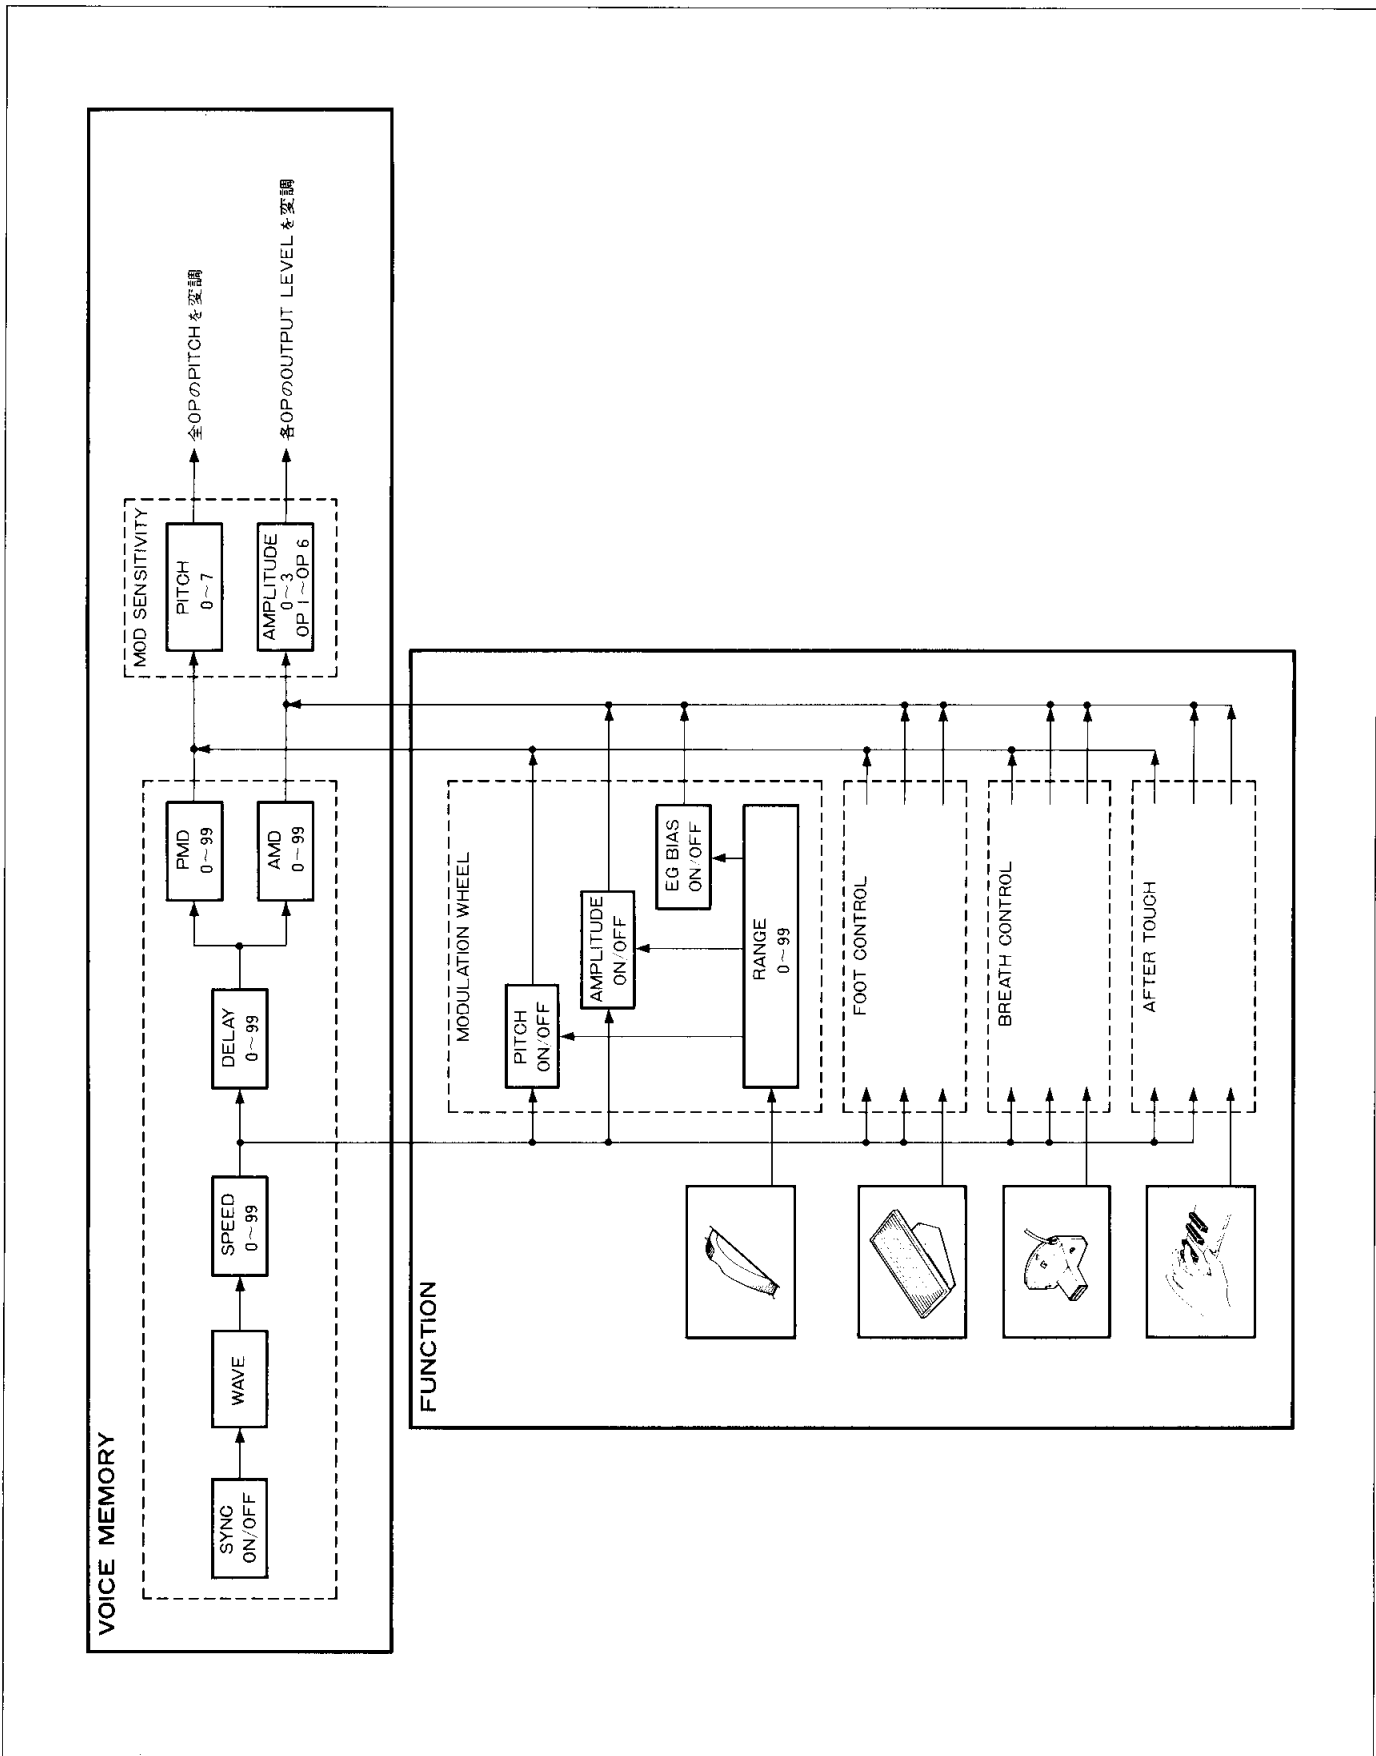 VOICE MEMORY
SYNC
ON/OFF
WAVE
SPEED
0~99
DELAY
0~99
PMD
0~99
AMD
0~99
MOD SENSITIVITY
PITCH
0~7
AMPLITUDE
0~3
OP 1~OP 6
全OPのPITCHを変調
各OPのOUTPUT LEVELを変調
FUNCTION
MODULATION WHEEL
PITCH
ON/OFF
AMPLITUDE
ON/OFF
EG BIAS
ON/OFF
RANGE
0~99
FOOT CONTROL
BREATH CONTROL
AFTER TOUCH